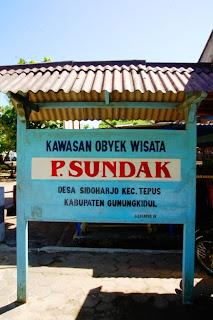 KAWASAN OBYEK WISATA
P. SUNDAK
DESA SIDOHARJO KEC. TEPUS
KABUPATEN GUNUNGKIDUL